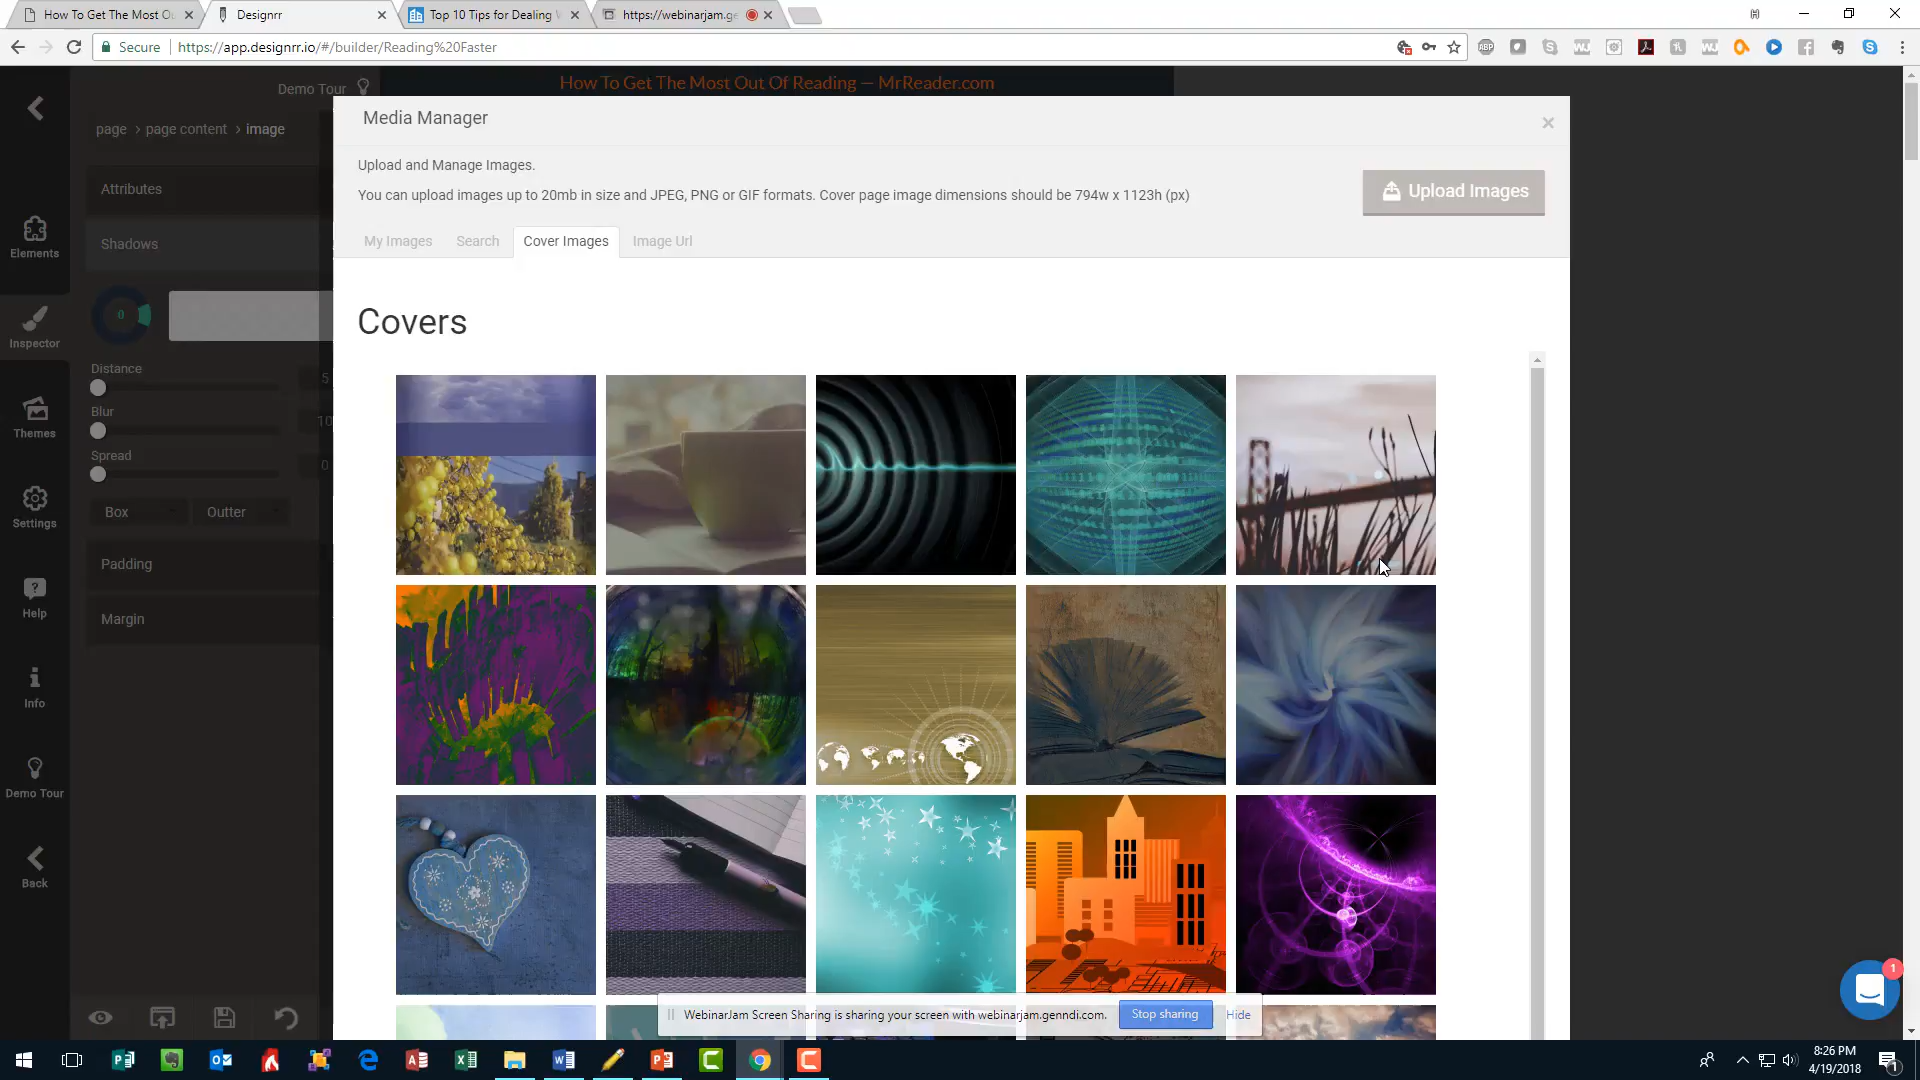 How To Get The Most O
Designrr
Top 10 Tips for Dealing
https://webinarjam.ge
Secure
https://app.designrr.io/#/builder/Reading%20Faster
Demo Tour
How To Get The Most Out Of Reading — MrReader.com
page > page content > image
Media Manager
×
Upload and Manage Images.
You can upload images up to 20mb in size and JPEG, PNG or GIF formats. Cover page image dimensions should be 794w x 1123h (px)
Upload Images
My Images
Search
Cover Images
Image Url
Attributes
Shadows
0
Distance
5
Blur
10
Spread
0
Box
Outter
Padding
Margin
Elements
Inspector
Themes
Settings
Help
Info
Demo Tour
Back
Covers
WebinarJam Screen Sharing is sharing your screen with webinarjam.genndi.com.
Stop sharing
Hide
1
8:26 PM
4/19/2018
1